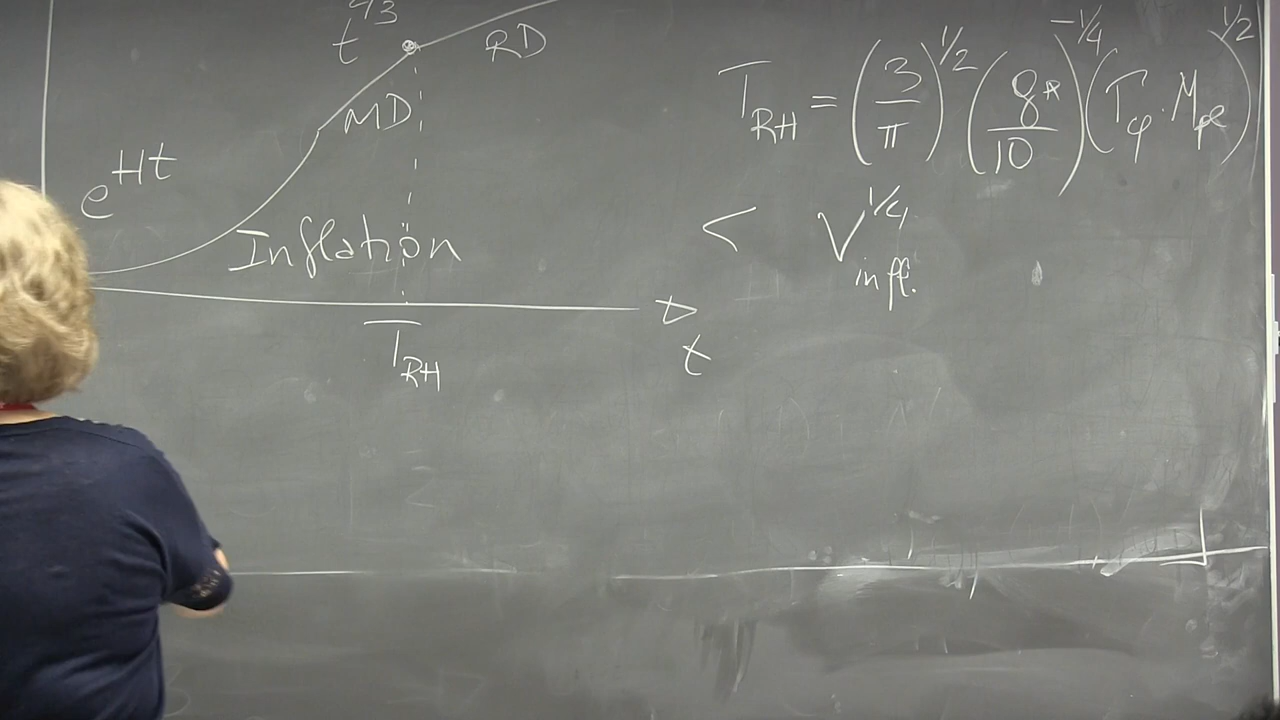 t^2/3
RD
MD
e^Ht
Inflation
T_RH
t
T_RH = (3/π)^1/2 (g*/10)^-1/4 (Γ_φ · M_pl)^1/2
< V_infl.^1/4